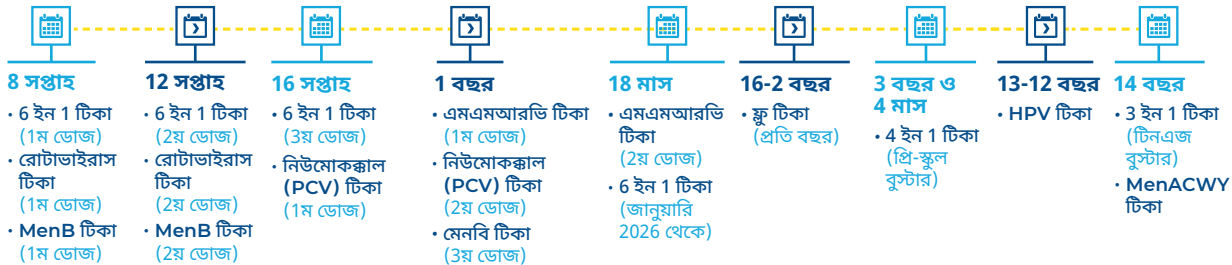 8 সপ্তাহ
• 6 ইন 1 টিকা
(1ম ডোজ)
• রোটাভাইরাস
টিকা
(1ম ডোজ)
• MenB টিকা
(1ম ডোজ)
12 সপ্তাহ
• 6 ইন 1 টিকা
(2য় ডোজ)
• রোটাভাইরাস
টিকা
(2য় ডোজ)
• MenB টিকা
(2য় ডোজ)
16 সপ্তাহ
• 6 ইন 1 টিকা
(3য় ডোজ)
• নিউমোকক্কাল
(PCV) টিকা
(1ম ডোজ)
1 বছর
• এমএমআরভি টিকা
(1ম ডোজ)
• নিউমোকক্কাল
(PCV) টিকা
(2য় ডোজ)
• মেনবি টিকা
(3য় ডোজ)
18 মাস
• এমএমআরভি
টিকা
(2য় ডোজ)
• 6 ইন 1 টিকা
(জানুয়ারি
2026 থেকে)
16-2 বছর
• ফ্লু টিকা
(প্রতি বছর)
3 বছর ও
4 মাস
• 4 ইন 1 টিকা
(প্রি-স্কুল
বুস্টার)
13-12 বছর
• HPV টিকা
14 বছর
• 3 ইন 1 টিকা
(টিনএজ
বুস্টার)
• MenACWY
টিকা